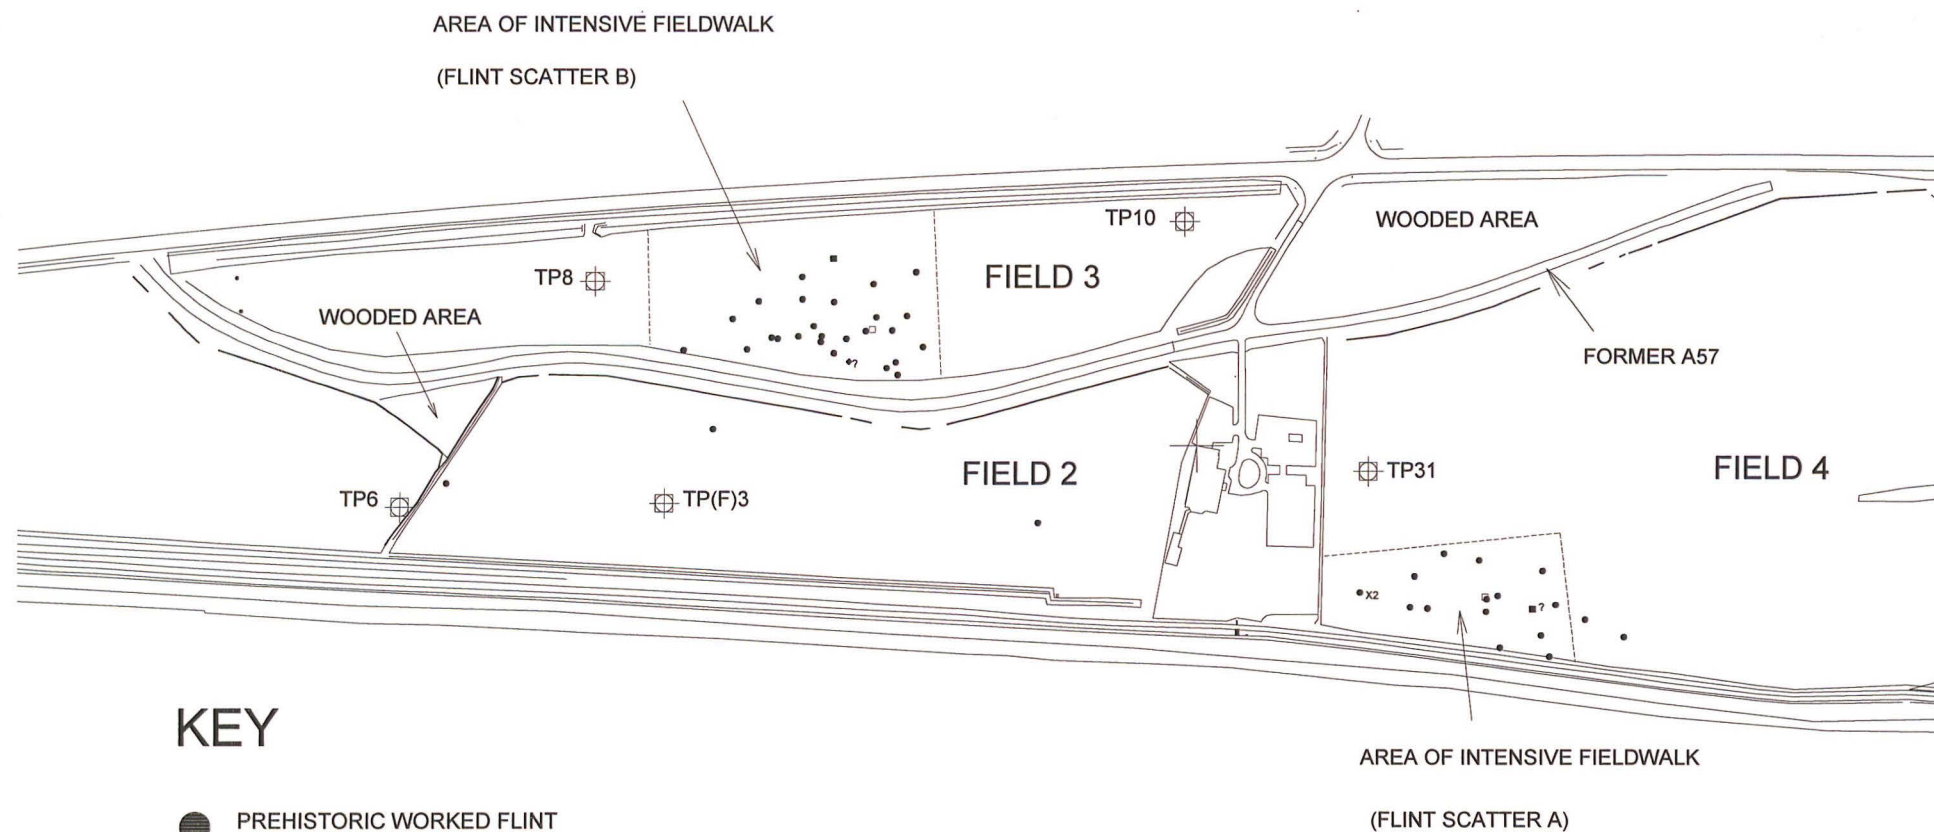 AREA OF INTENSIVE FIELDWALK
(FLINT SCATTER B)
TP10
WOODED AREA
TP8
FIELD 3
WOODED AREA
?
FORMER A57
FIELD 2
TP31
FIELD 4
TP6
TP(F)3
X2
?
KEY
AREA OF INTENSIVE FIELDWALK
(FLINT SCATTER A)
PREHISTORIC WORKED FLINT